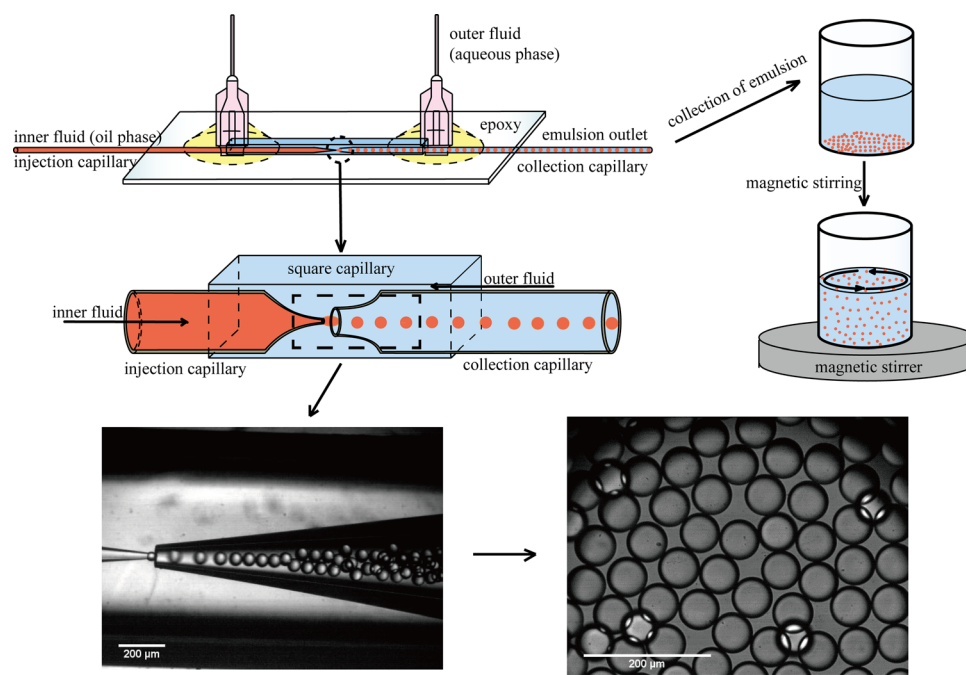 outer fluid
(aqueous phase)
epoxy
inner fluid (oil phase)
injection capillary
emulsion outlet
collection capillary
collection of emulsion
magnetic stirring
square capillary
outer fluid
inner fluid
injection capillary
collection capillary
magnetic stirrer
200 µm
200 µm